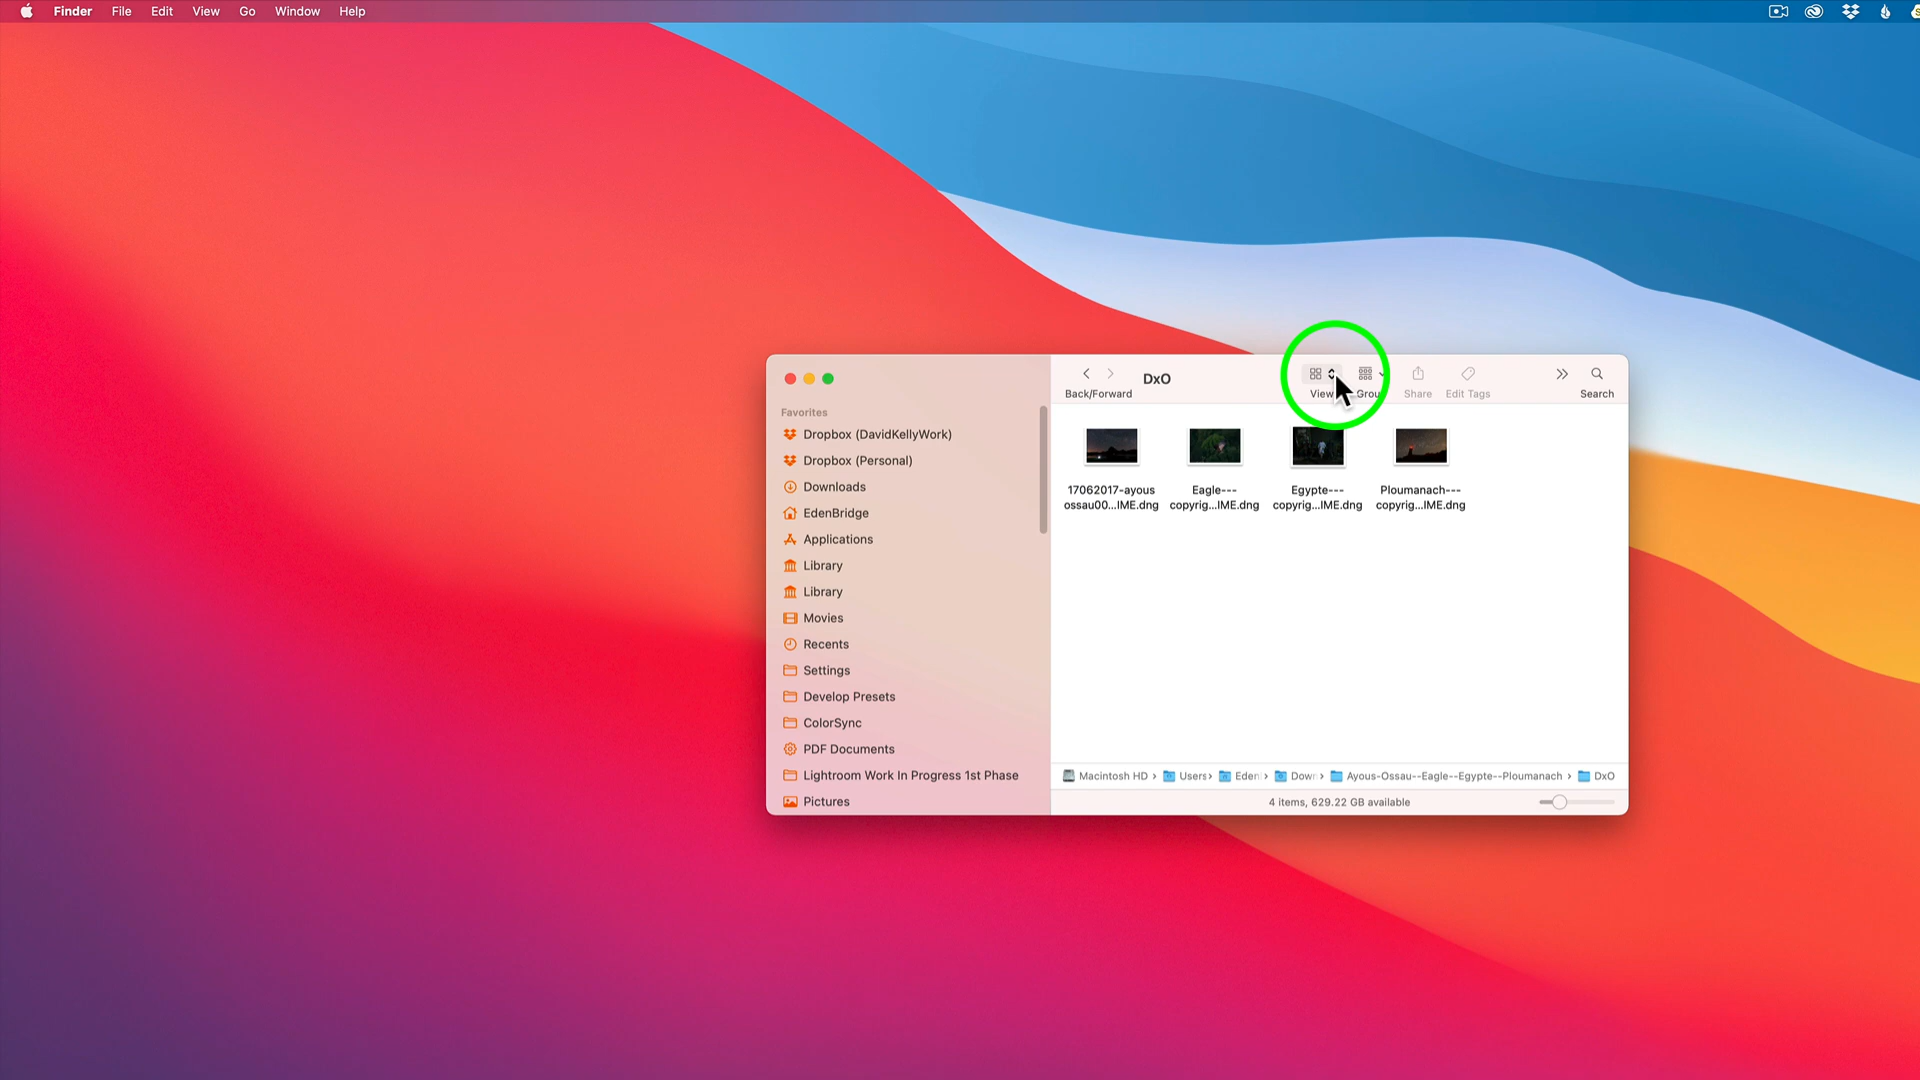 Finder File Edit View Go Window Help
DxO
Back/Forward View Share Edit Tags Search
Favorites
Dropbox (DavidKellyWork)
Dropbox (Personal)
Downloads
EdenBridge
Applications
Library
Library
Movies
Recents
Settings
Develop Presets
ColorSync
PDF Documents
Lightroom Work In Progress 1st Phase
Pictures
17062017-ayous
ossau00...IME.dng
Eagle---
copyrig...IME.dng
Egypte---
copyrig...IME.dng
Ploumanach---
copyrig...IME.dng
Macintosh HD › Users › Eden › Dow › Ayous-Ossau--Eagle--Egypte--Ploumanach › DxO
4 items, 629.22 GB available